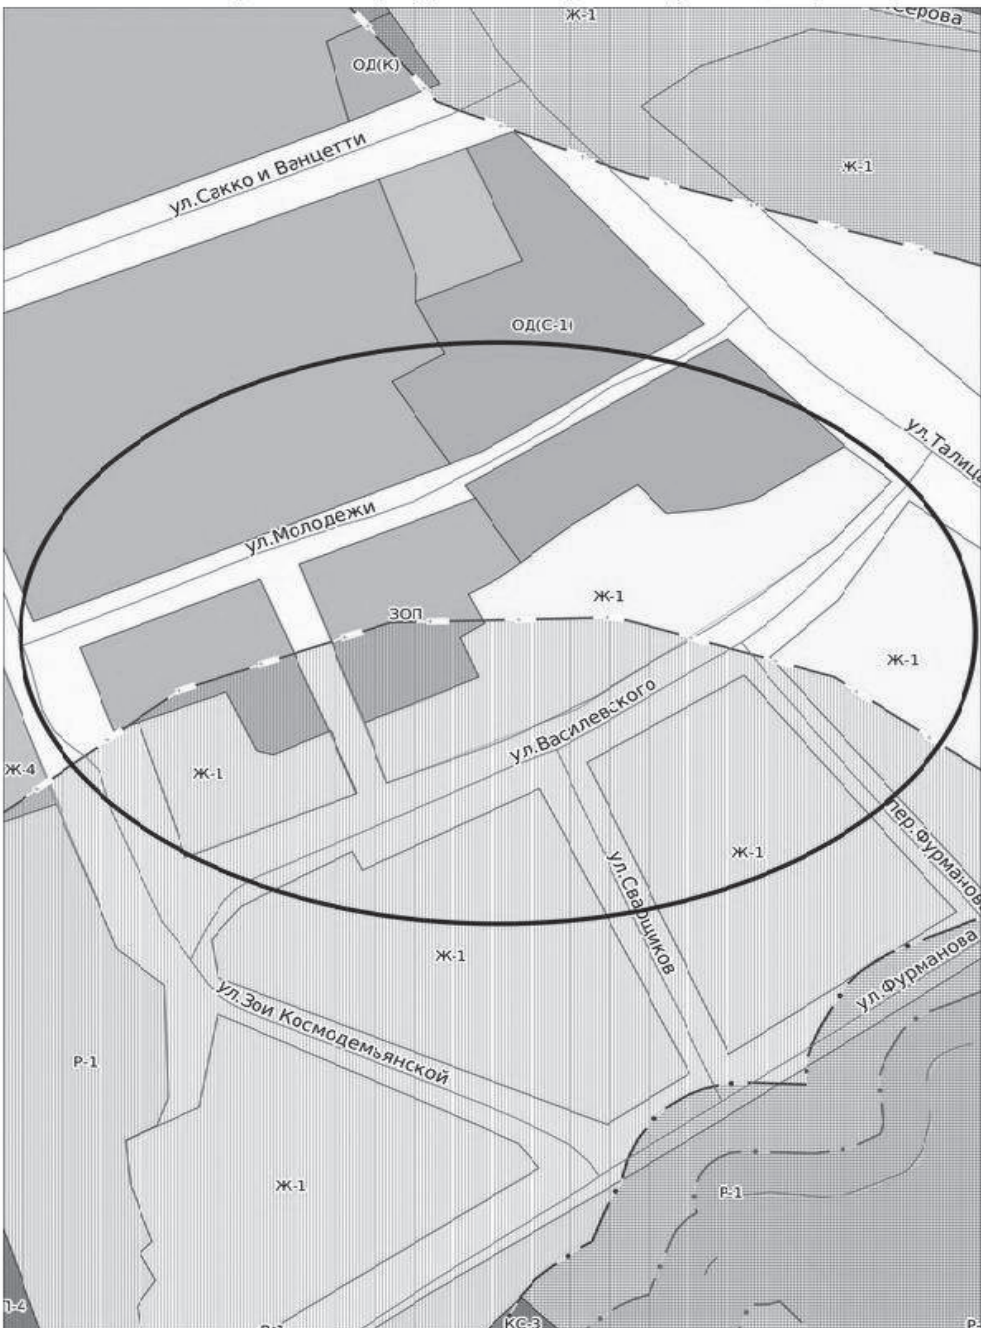 Ж-1
Серова
ОД(К)
ул.Сакко и Ванцетти
Ж-1
ОД(С-1)
ул.Талица
ул.Молодежи
ЗОП
Ж-1
Ж-1
ул.Василевского
Ж-4
Ж-1
пер.Фурманова
Ж-1
ул.Сварщиков
Ж-1
ул.Фурманова
ул.Зои Космодемьянской
Р-1
Ж-1
Р-1
КС-3